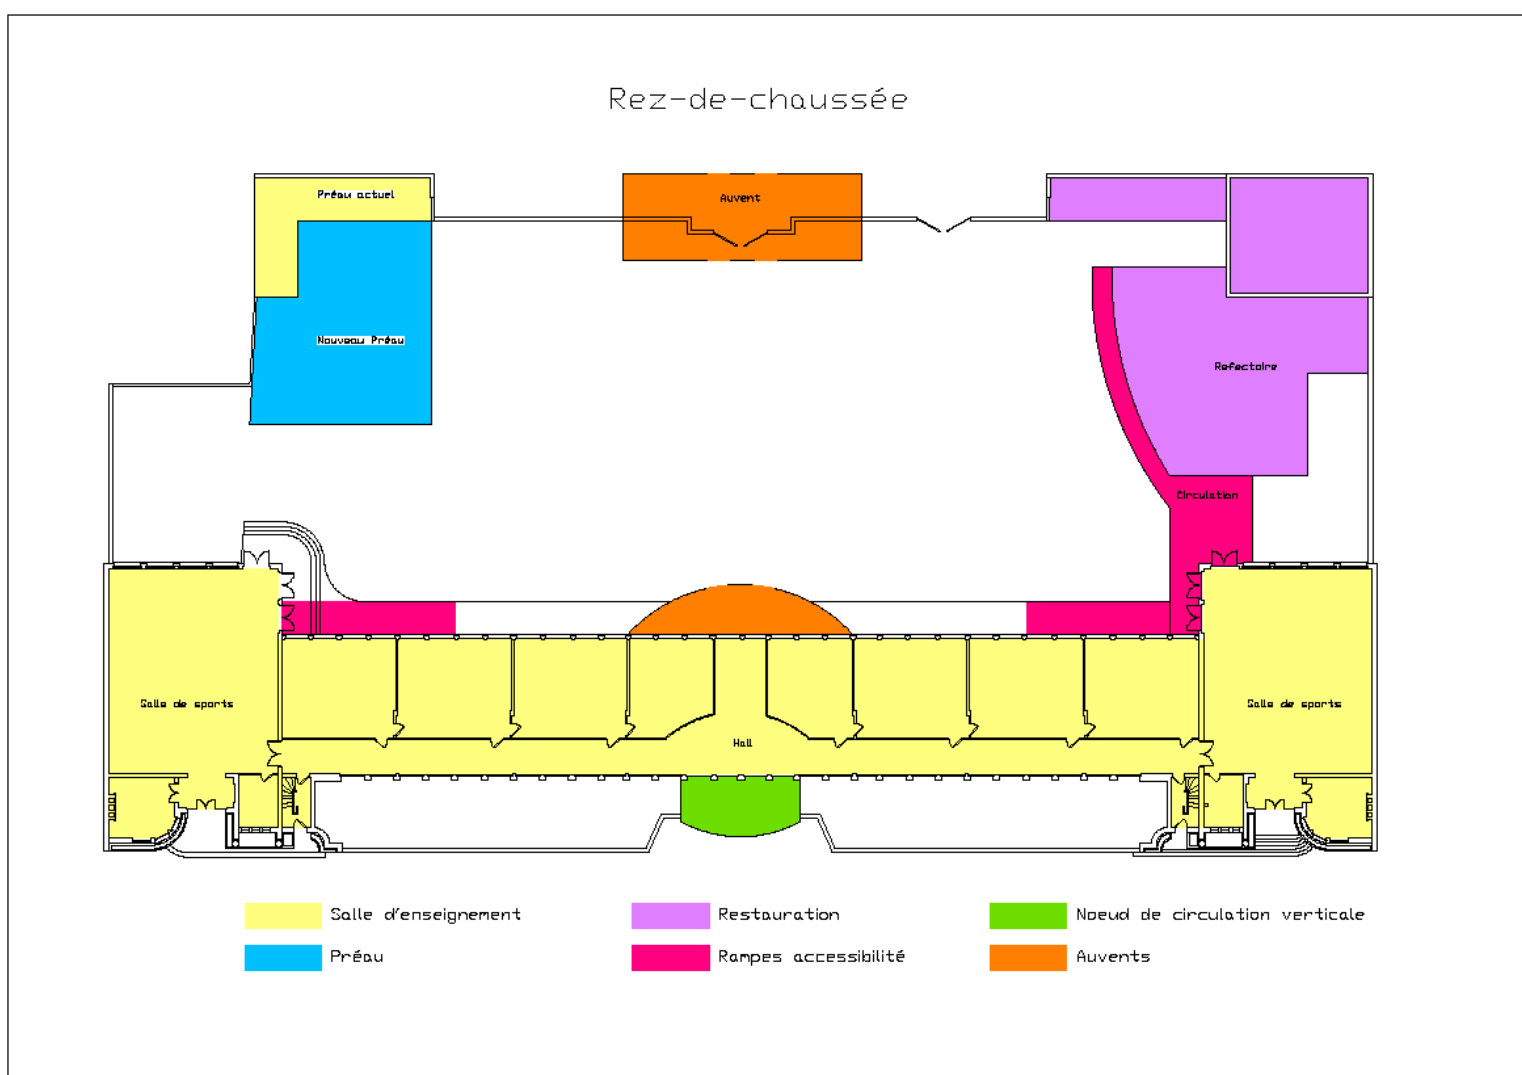 Rez-de-chaussée
Préau actuel
Auvent
Nouveau Préau
Refectoire
Circulation
Salle de sports
Salle de sports
Hall
Salle d'enseignement
Restauration
Noeud de circulation verticale
Préau
Rampes accessibilité
Auvents